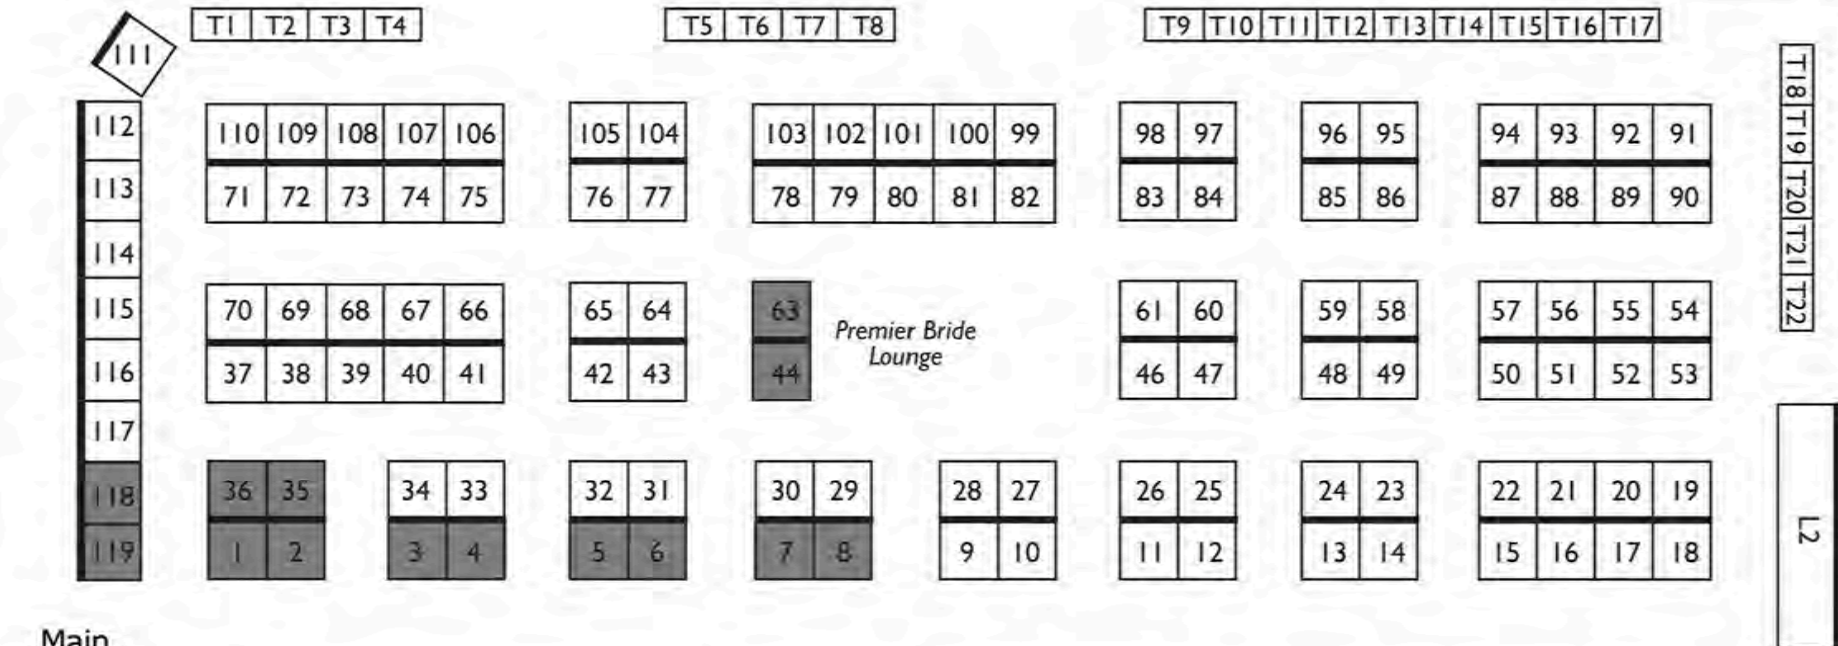 T1 T2 T3 T4 T5 T6 T7 T8 T9 T10 T11 T12 T13 T14 T15 T16 T17
111
T18 T19 T20 T21 T22
112 110 109 108 107 106 105 104 103 102 101 100 99 98 97 96 95 94 93 92 91
113 71 72 73 74 75 76 77 78 79 80 81 82 83 84 85 86 87 88 89 90
114
115 70 69 68 67 66 65 64 63 61 60 59 58 57 56 55 54
Premier Bride
Lounge
116 37 38 39 40 41 42 43 44 46 47 48 49 50 51 52 53
117
118 36 35 34 33 32 31 30 29 28 27 26 25 24 23 22 21 20 19
119 1 2 3 4 5 6 7 8 9 10 11 12 13 14 15 16 17 18
L2
Main